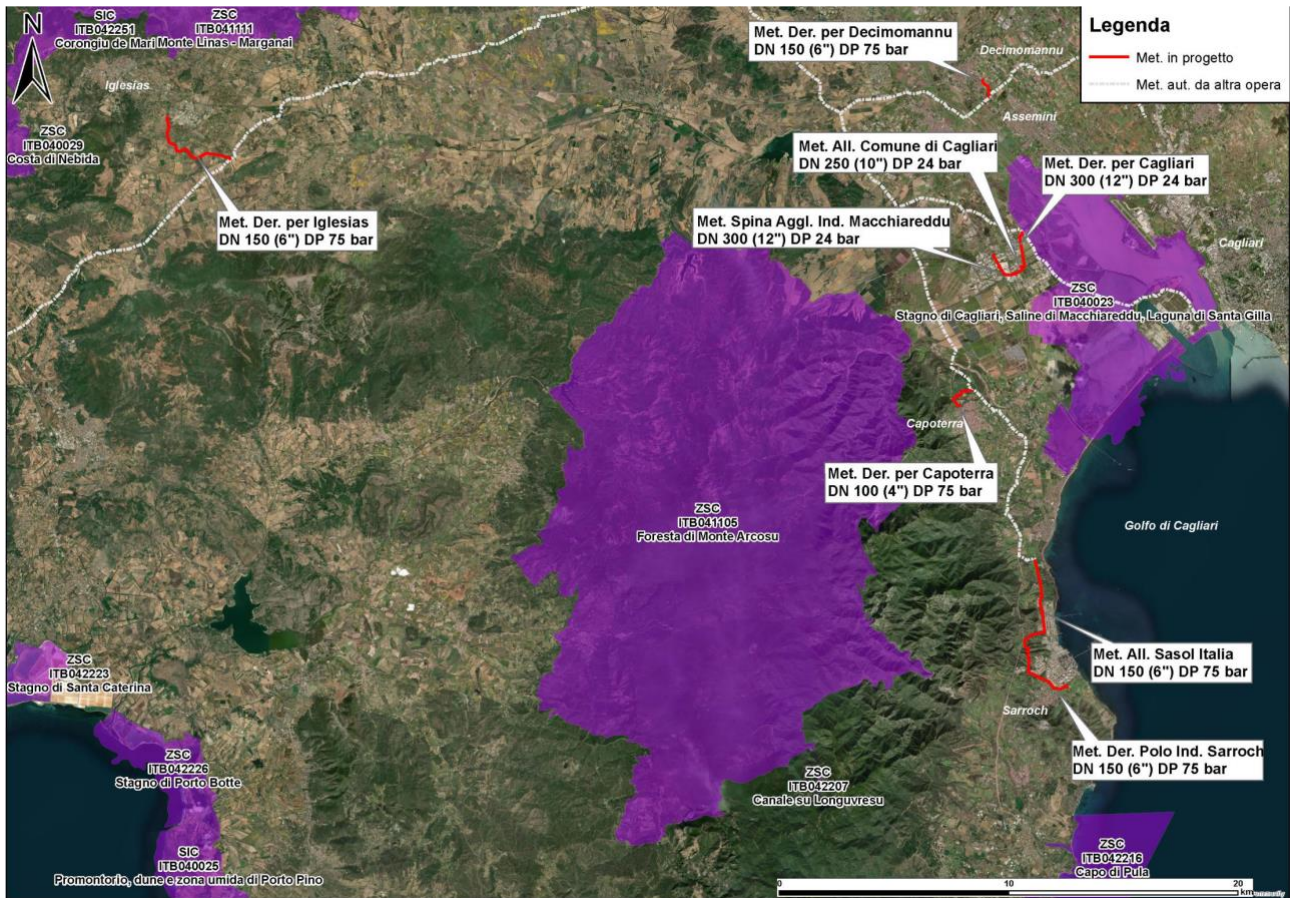 N
SIC
ITB042251
Corongiu de Mari
ZSC
ITB041111
Monte Linas - Marganai
Iglesias
ZSC
ITB040029
Costa di Nebida
Met. Der. per Iglesias
DN 150 (6") DP 75 bar
Met. Der. per Decimomannu
DN 150 (6") DP 75 bar
Decimomannu
Assemini
Legenda
Met. in progetto
Met. aut. da altra opera
Met. All. Comune di Cagliari
DN 250 (10") DP 24 bar
Met. Der. per Cagliari
DN 300 (12") DP 24 bar
Met. Spina Aggl. Ind. Macchiareddu
DN 300 (12") DP 24 bar
Cagliari
ZSC
ITB040023
Stagno di Cagliari, Saline di Macchiareddu, Laguna di Santa Gilla
Capoterra
Met. Der. per Capoterra
DN 100 (4") DP 75 bar
ZSC
ITB041105
Foresta di Monte Arcosu
Golfo di Cagliari
Met. All. Sasol Italia
DN 150 (6") DP 75 bar
Sarroch
Met. Der. Polo Ind. Sarroch
DN 150 (6") DP 75 bar
ZSC
ITB042223
Stagno di Santa Caterina
ZSC
ITB042226
Stagno di Porto Botte
ZSC
ITB042207
Canale su Longuvresu
SIC
ITB040025
Promontorio, dune e zona umida di Porto Pino
ZSC
ITB042216
Capo di Pula
0
10
20
km